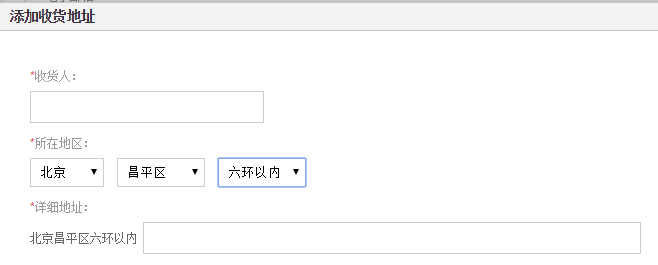 添加收货地址
*收货人：
*所在地区：
北京 昌平区 六环以内
*详细地址：
北京昌平区六环以内